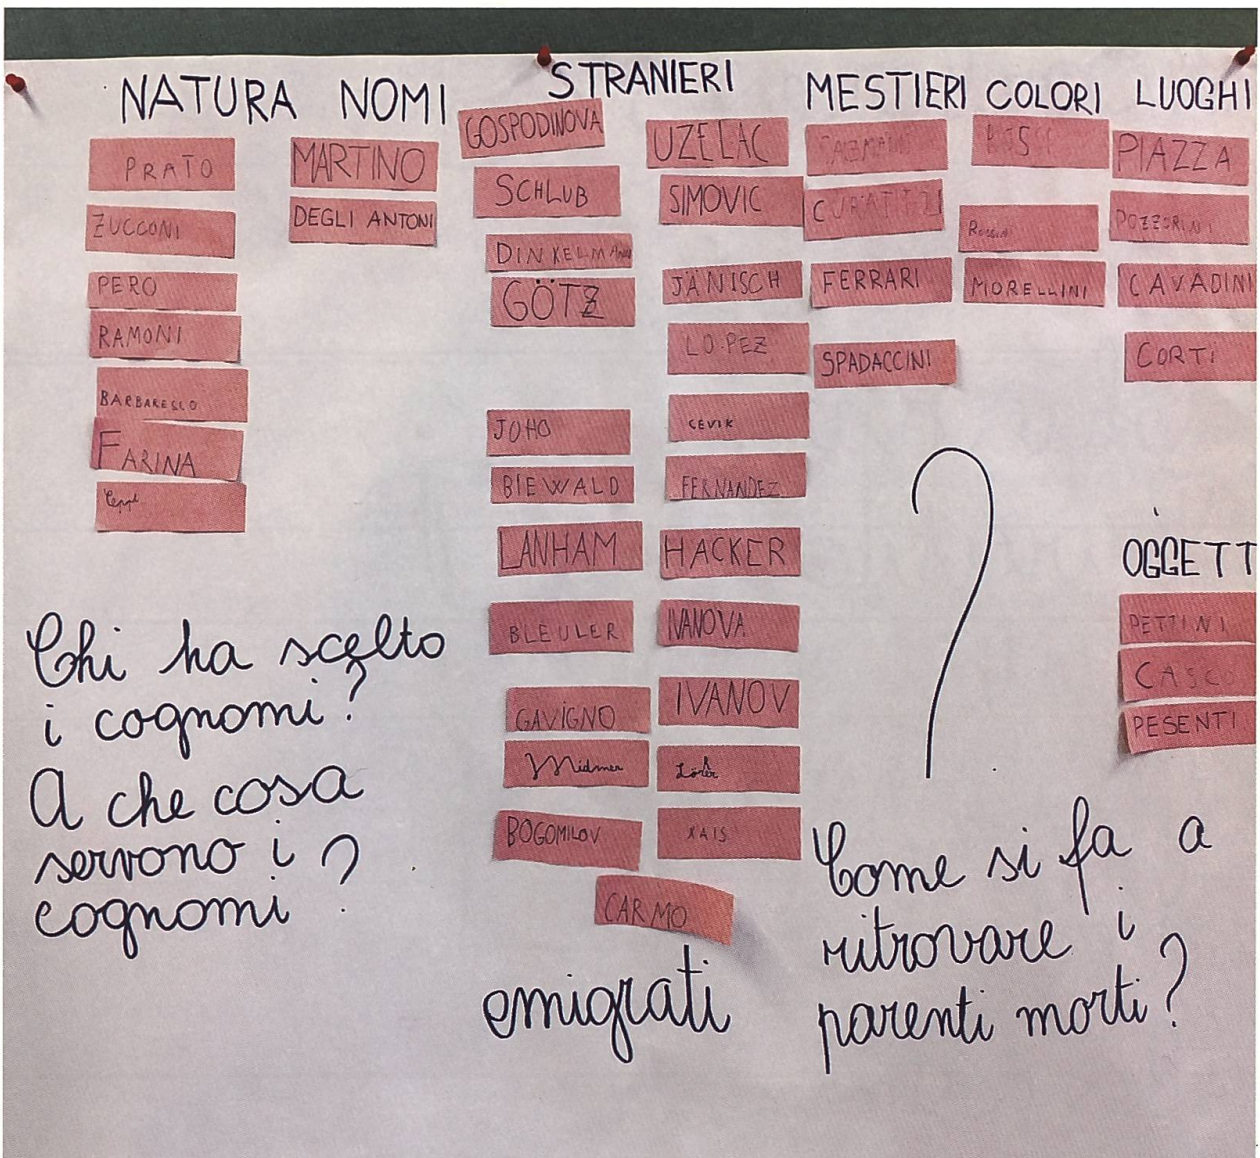 NATURA NOMI STRANIERI MESTIERI COLORI LUOGHI
PRATO
ZUCCONI
PERO
RAMONI
BARBARESCO
FARINA
MARTINO
DEGLI ANTONI
GOSPODINOVA
SCHLUB
DINKELMANN
GÖTZ
JOHO
BIEWALD
LANHAM
BLEULER
GAVIGNO
Midmer
BOGOMILOV
UZELAC
SIMOVIC
JÄNISCH
LOPEZ
CEVIK
FERNANDEZ
HACKER
IVANOVA
IVANOV
XAIS
CARMO
emigrati
FERRARI
SPADACCINI
MORELLINI
PIAZZA
POZZORINI
CAVADINI
CORTI
OGGETT
PETTINI
CASCO
PESENTI
Chi ha scelto
i cognomi?
A che cosa
servono i
cognomi?
?
Come si fa a
ritrovare i
parenti morti?